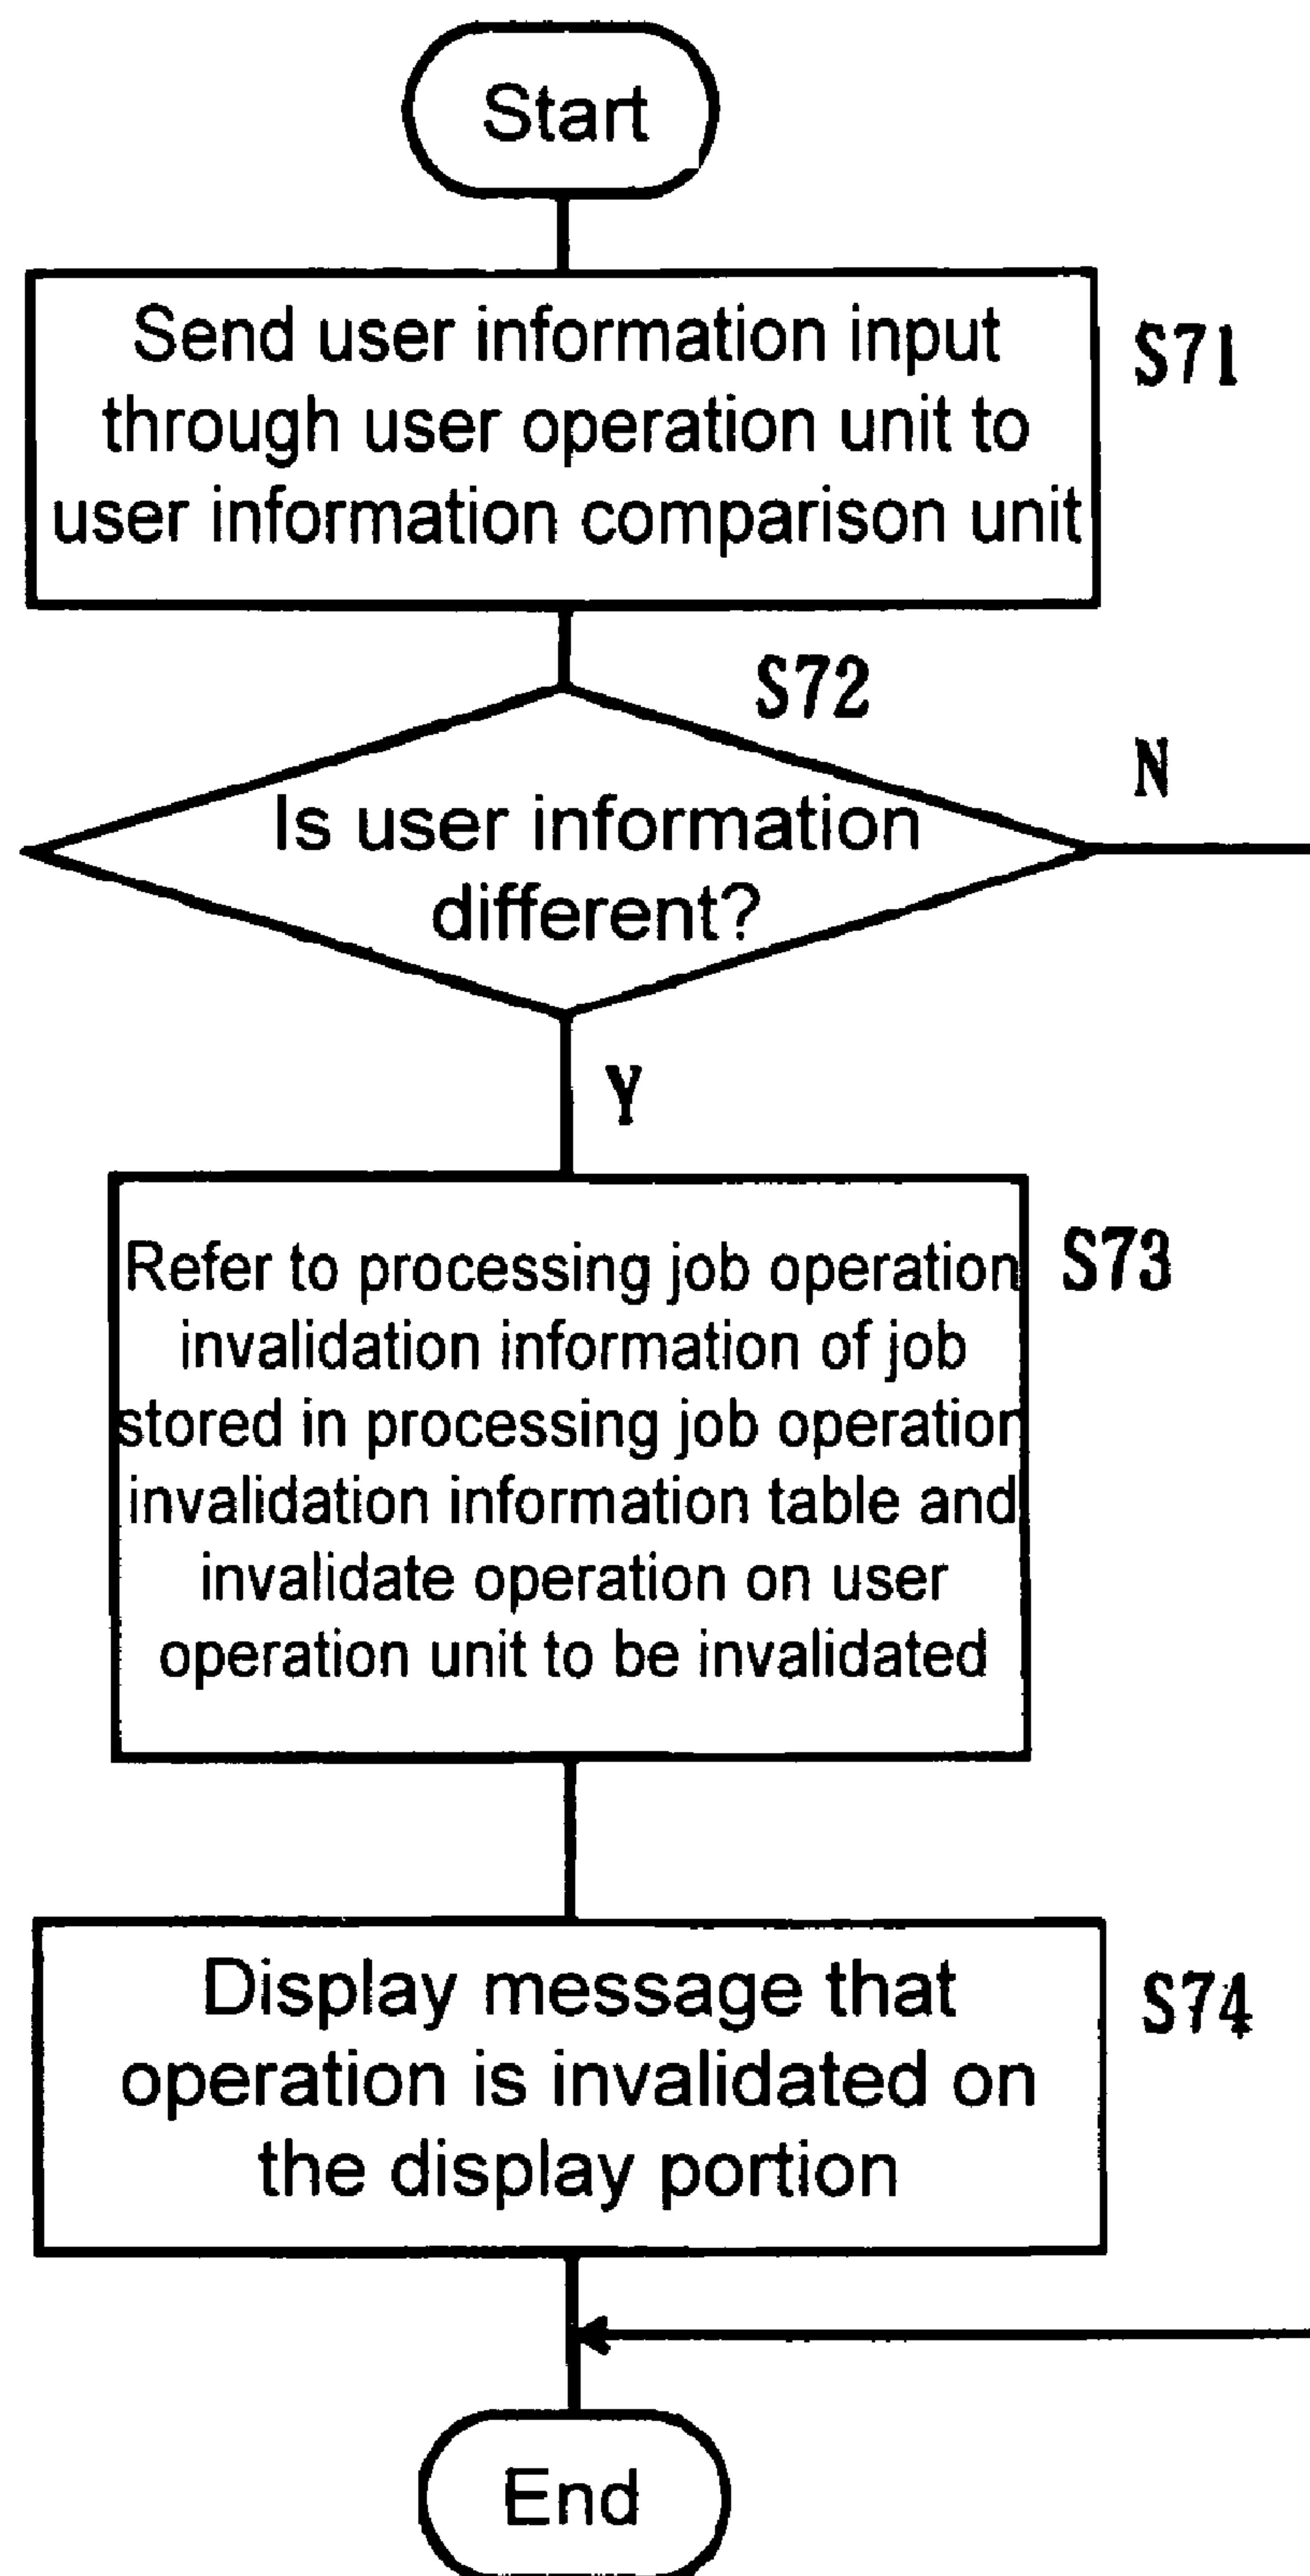 Start
Send user information input
through user operation unit to
user information comparison unit
S71
S72
Is user information
different?
N
Y
Refer to processing job operation
invalidation information of job
stored in processing job operation
invalidation information table and
invalidate operation on user
operation unit to be invalidated
S73
Display message that
operation is invalidated on
the display portion
S74
End